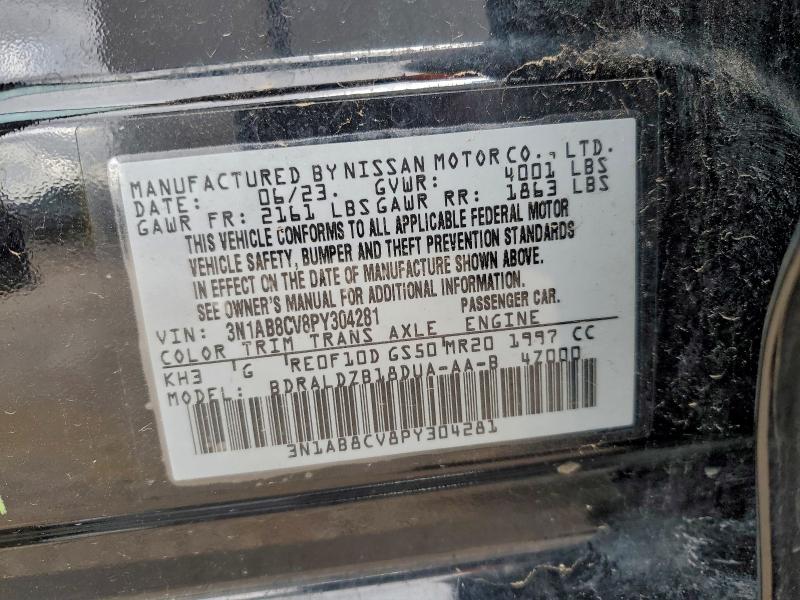 MANUFACTURED BY NISSAN MOTOR CO., LTD.
DATE: 06/23. GVWR: 4001 LBS
GAWR FR: 2161 LBS GAWR RR: 1863 LBS
THIS VEHICLE CONFORMS TO ALL APPLICABLE FEDERAL MOTOR
VEHICLE SAFETY, BUMPER AND THEFT PREVENTION STANDARDS
IN EFFECT ON THE DATE OF MANUFACTURE SHOWN ABOVE.
SEE OWNER'S MANUAL FOR ADDITIONAL INFORMATION.
VIN: 3N1AB8CV8PY304281 PASSENGER CAR.
COLOR TRIM TRANS AXLE ENGINE
KH3 G RE0F10D GS50 MR20 1997 CC
MODEL: BDRALDZB18DUA-AA-B 4Z000
3N1AB8CV8PY304281